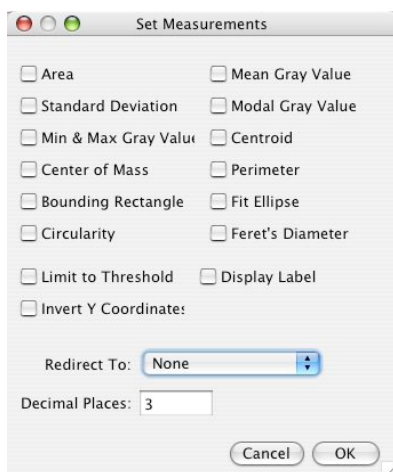 Set Measurements
Area Mean Gray Value
Standard Deviation Modal Gray Value
Min & Max Gray Value Centroid
Center of Mass Perimeter
Bounding Rectangle Fit Ellipse
Circularity Feret's Diameter
Limit to Threshold Display Label
Invert Y Coordinates
Redirect To: None
Decimal Places: 3
Cancel OK